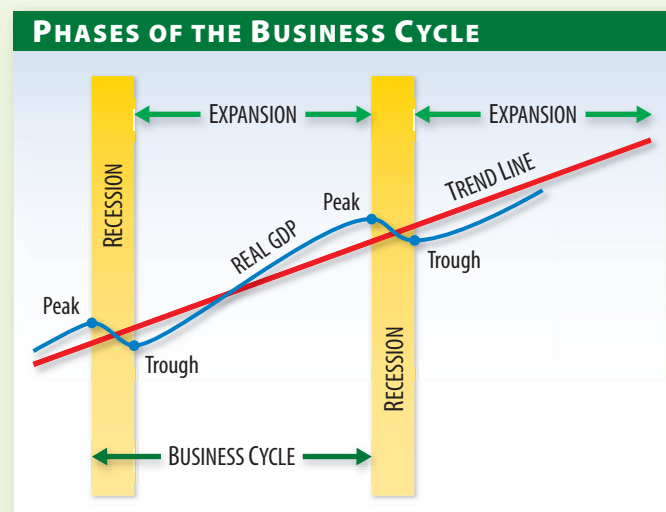 PHASES OF THE BUSINESS CYCLE
EXPANSION
EXPANSION
RECESSION
TREND LINE
Peak
REAL GDP
Trough
Peak
Trough
RECESSION
BUSINESS CYCLE